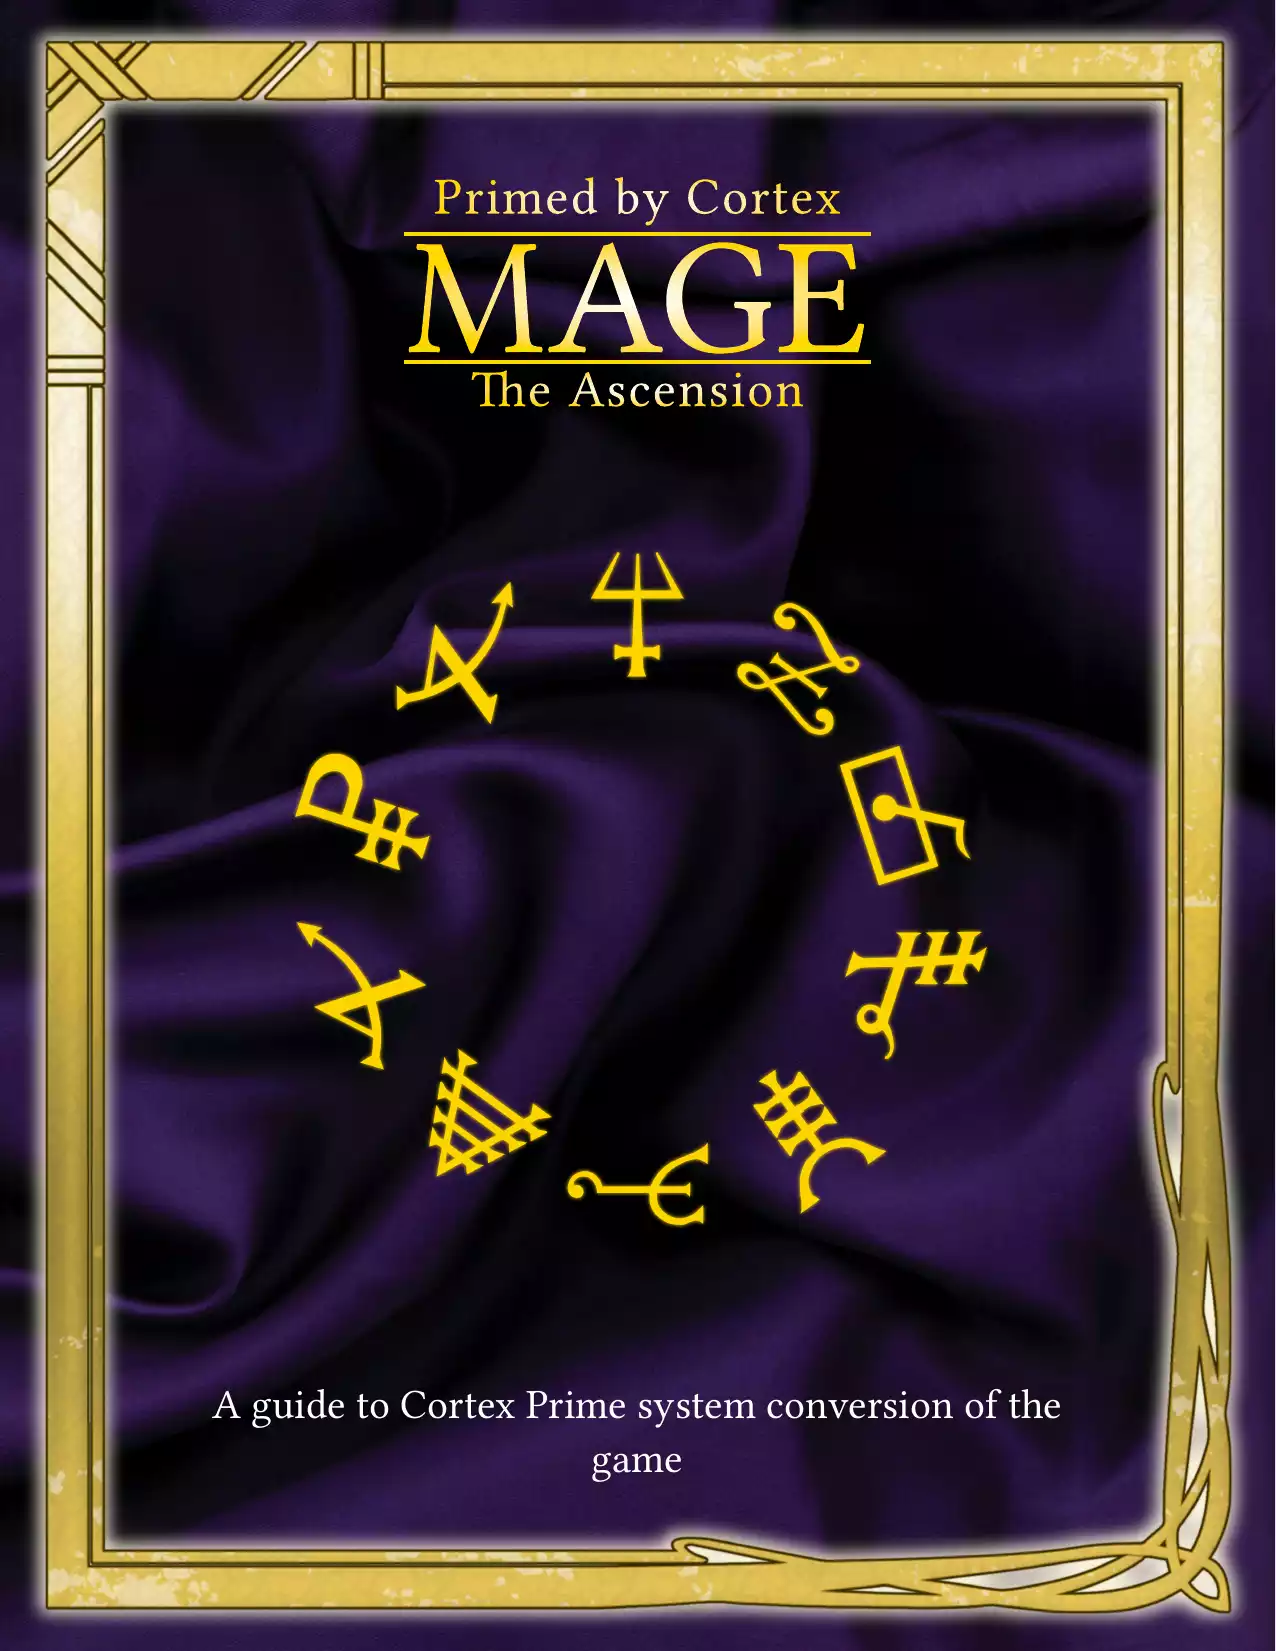 Primed by Cortex
MAGE
The Ascension
A guide to Cortex Prime system conversion of the
game